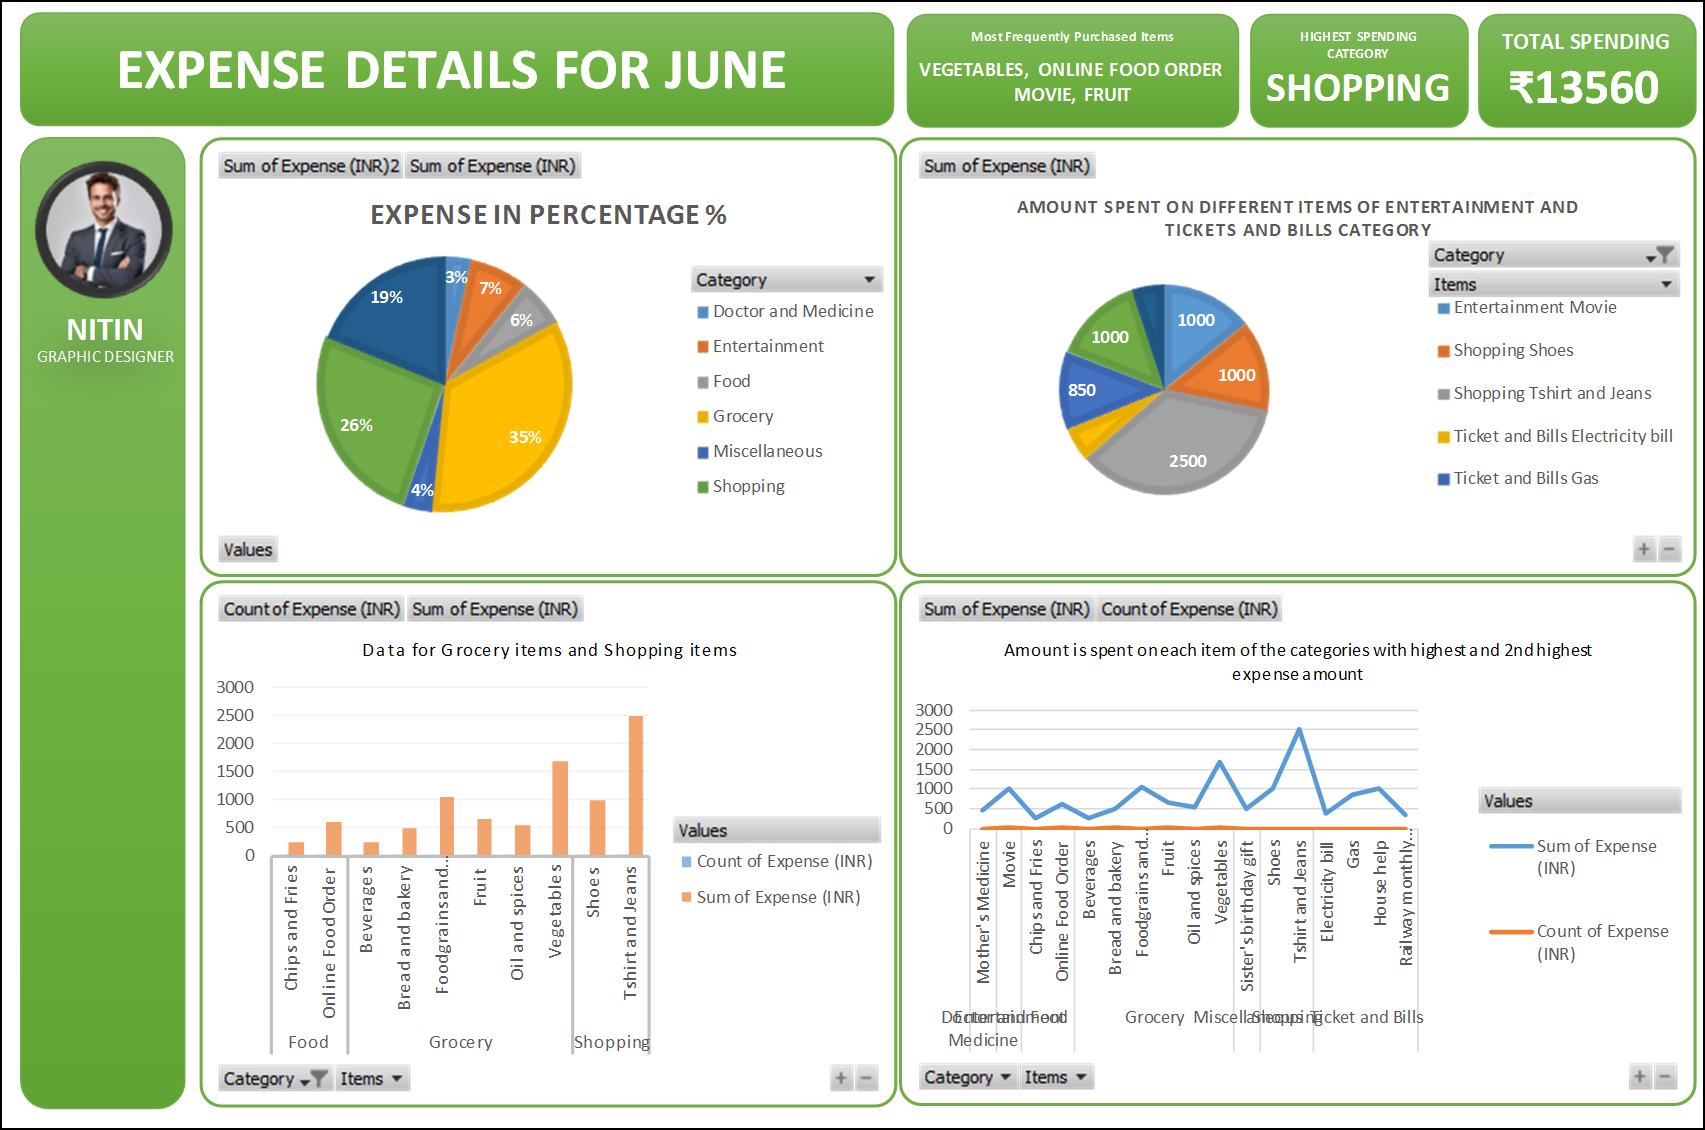 EXPENSE DETAILS FOR JUNE
Most Frequently Purchased Items
VEGETABLES, ONLINE FOOD ORDER
MOVIE, FRUIT
HIGHEST SPENDING
CATEGORY
SHOPPING
TOTAL SPENDING
₹13560
NITIN
GRAPHIC DESIGNER
Sum of Expense (INR)2 Sum of Expense (INR)
EXPENSE IN PERCENTAGE %
3%
7%
6%
35%
4%
26%
19%
Category
Doctor and Medicine
Entertainment
Food
Grocery
Miscellaneous
Shopping
Values
Sum of Expense (INR)
AMOUNT SPENT ON DIFFERENT ITEMS OF ENTERTAINMENT AND
TICKETS AND BILLS CATEGORY
Category
Items
Entertainment Movie
Shopping Shoes
Shopping Tshirt and Jeans
Ticket and Bills Electricity bill
Ticket and Bills Gas
1000
1000
2500
850
1000
+ −
Count of Expense (INR) Sum of Expense (INR)
Data for Grocery items and Shopping items
3000
2500
2000
1500
1000
500
0
Chips and Fries
Online Food Order
Beverages
Bread and bakery
Foodgrains and...
Fruit
Oil and spices
Vegetables
Shoes
Tshirt and Jeans
Food Grocery Shopping
Values
Count of Expense (INR)
Sum of Expense (INR)
Category Items
+ −
Sum of Expense (INR) Count of Expense (INR)
Amount is spent on each item of the categories with highest and 2nd highest
expense amount
3000
2500
2000
1500
1000
500
0
Mother's Medicine
Movie
Chips and Fries
Online Food Order
Beverages
Bread and bakery
Foodgrains and...
Fruit
Oil and spices
Vegetables
Sister's birthday gift
Shoes
Tshirt and Jeans
Electricity bill
Gas
House help
Railway monthly...
Doctor and Entertainment Food Grocery Miscellaneous Shopping Ticket and Bills
Medicine
Values
Sum of Expense
(INR)
Count of Expense
(INR)
Category Items
+ −